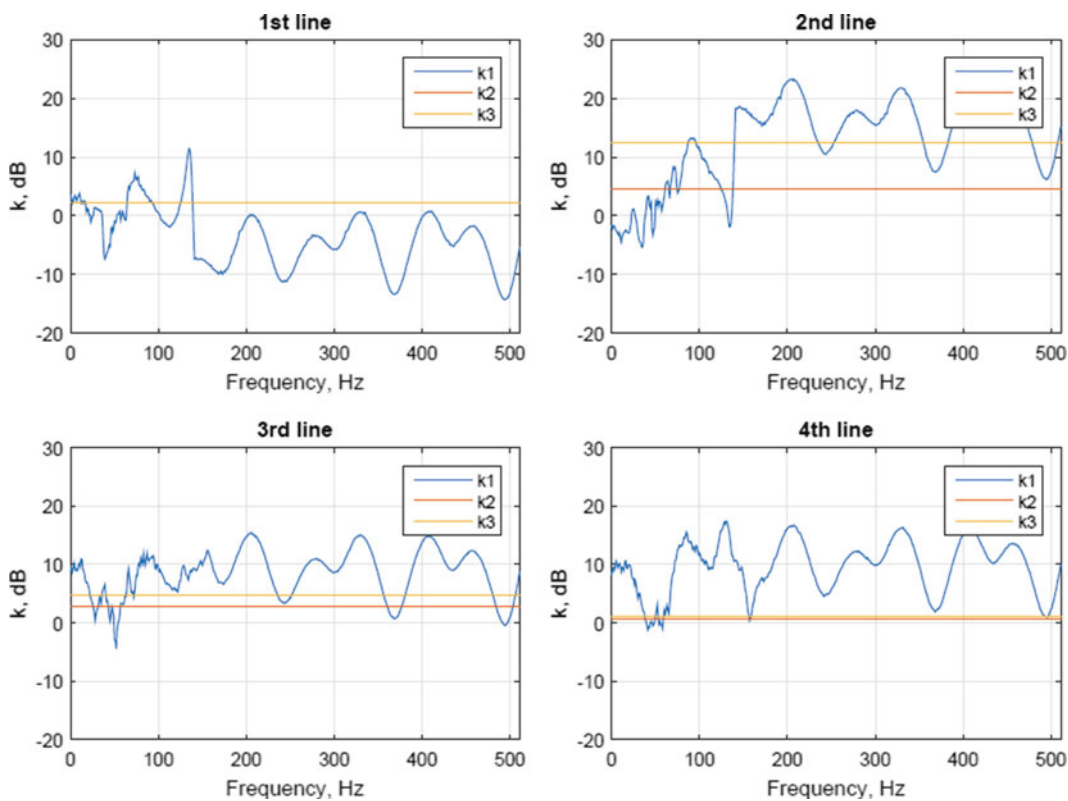 1st line
30
20
10
0
-10
-20
k, dB
0 100 200 300 400 500
Frequency, Hz
k1
k2
k3
2nd line
30
20
10
0
-10
-20
k, dB
0 100 200 300 400 500
Frequency, Hz
k1
k2
k3
3rd line
30
20
10
0
-10
-20
k, dB
0 100 200 300 400 500
Frequency, Hz
k1
k2
k3
4th line
30
20
10
0
-10
-20
k, dB
0 100 200 300 400 500
Frequency, Hz
k1
k2
k3